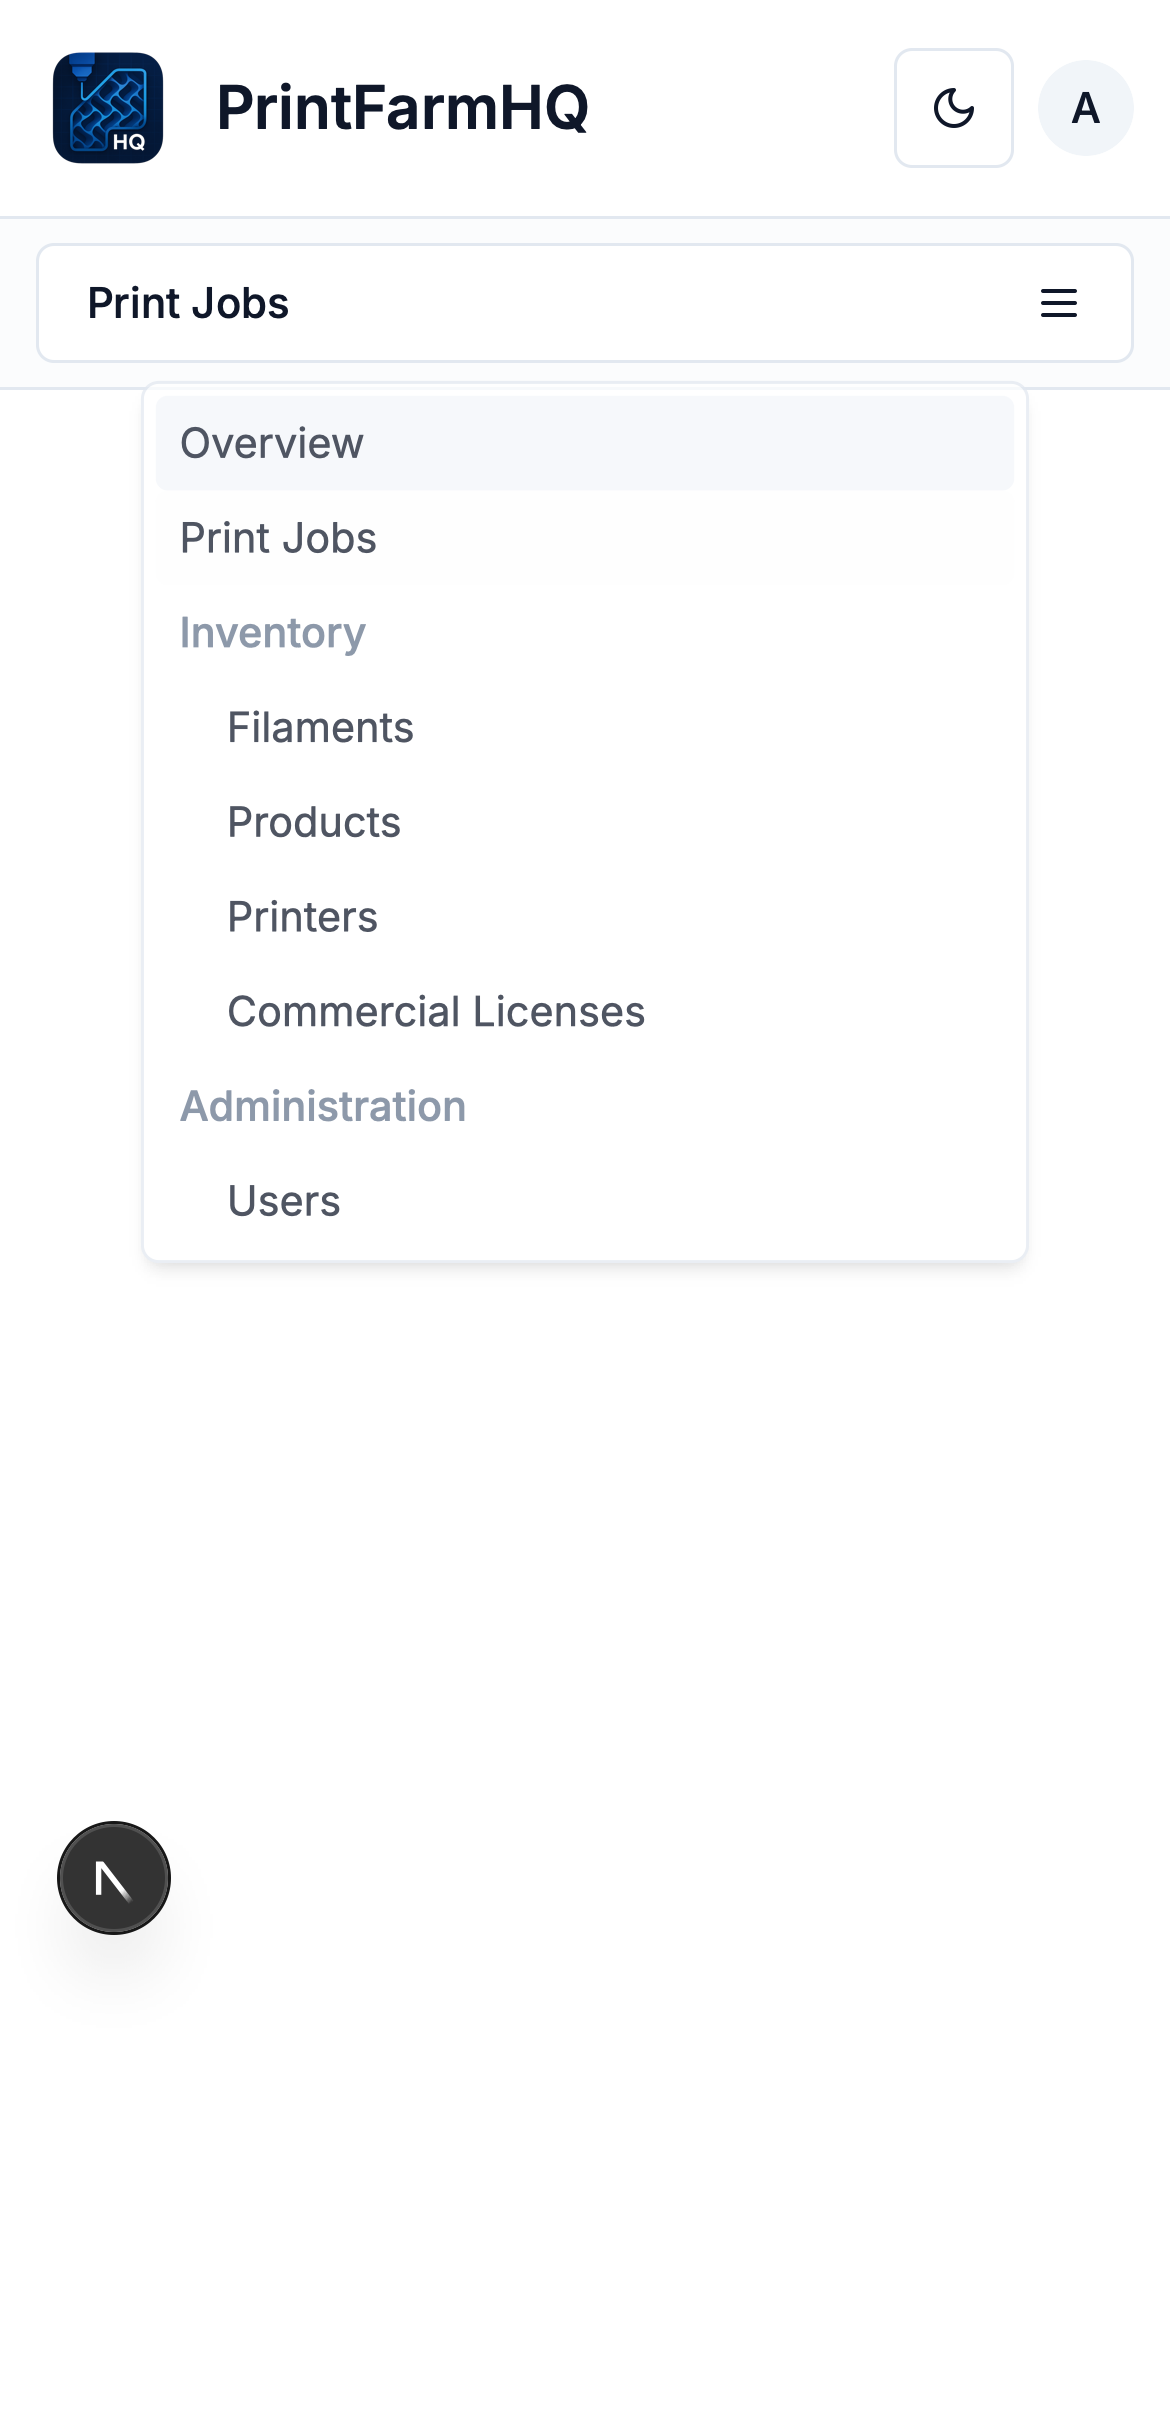 HQ
PrintFarmHQ
A
Print Jobs
Overview
Print Jobs
Inventory
Filaments
Products
Printers
Commercial Licenses
Administration
Users
N